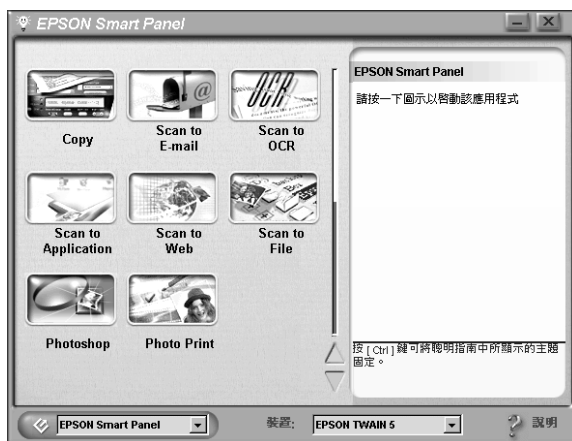 EPSON Smart Panel
Copy
Scan to
E-mail
Scan to
OCR
Scan to
Application
Scan to
Web
Scan to
File
Photoshop
Photo Print
EPSON Smart Panel
請按一下圖示以啓動該應用程式
按 [ Ctrl ] 鍵可將聰明指南中所顯示的主題
固定。
EPSON Smart Panel
裝置:
EPSON TWAIN 5
說明